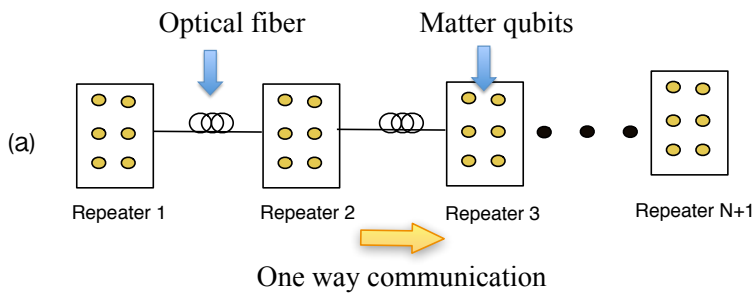 Optical fiber
Matter qubits
(a)
Repeater 1
Repeater 2
Repeater 3
Repeater N+1
One way communication